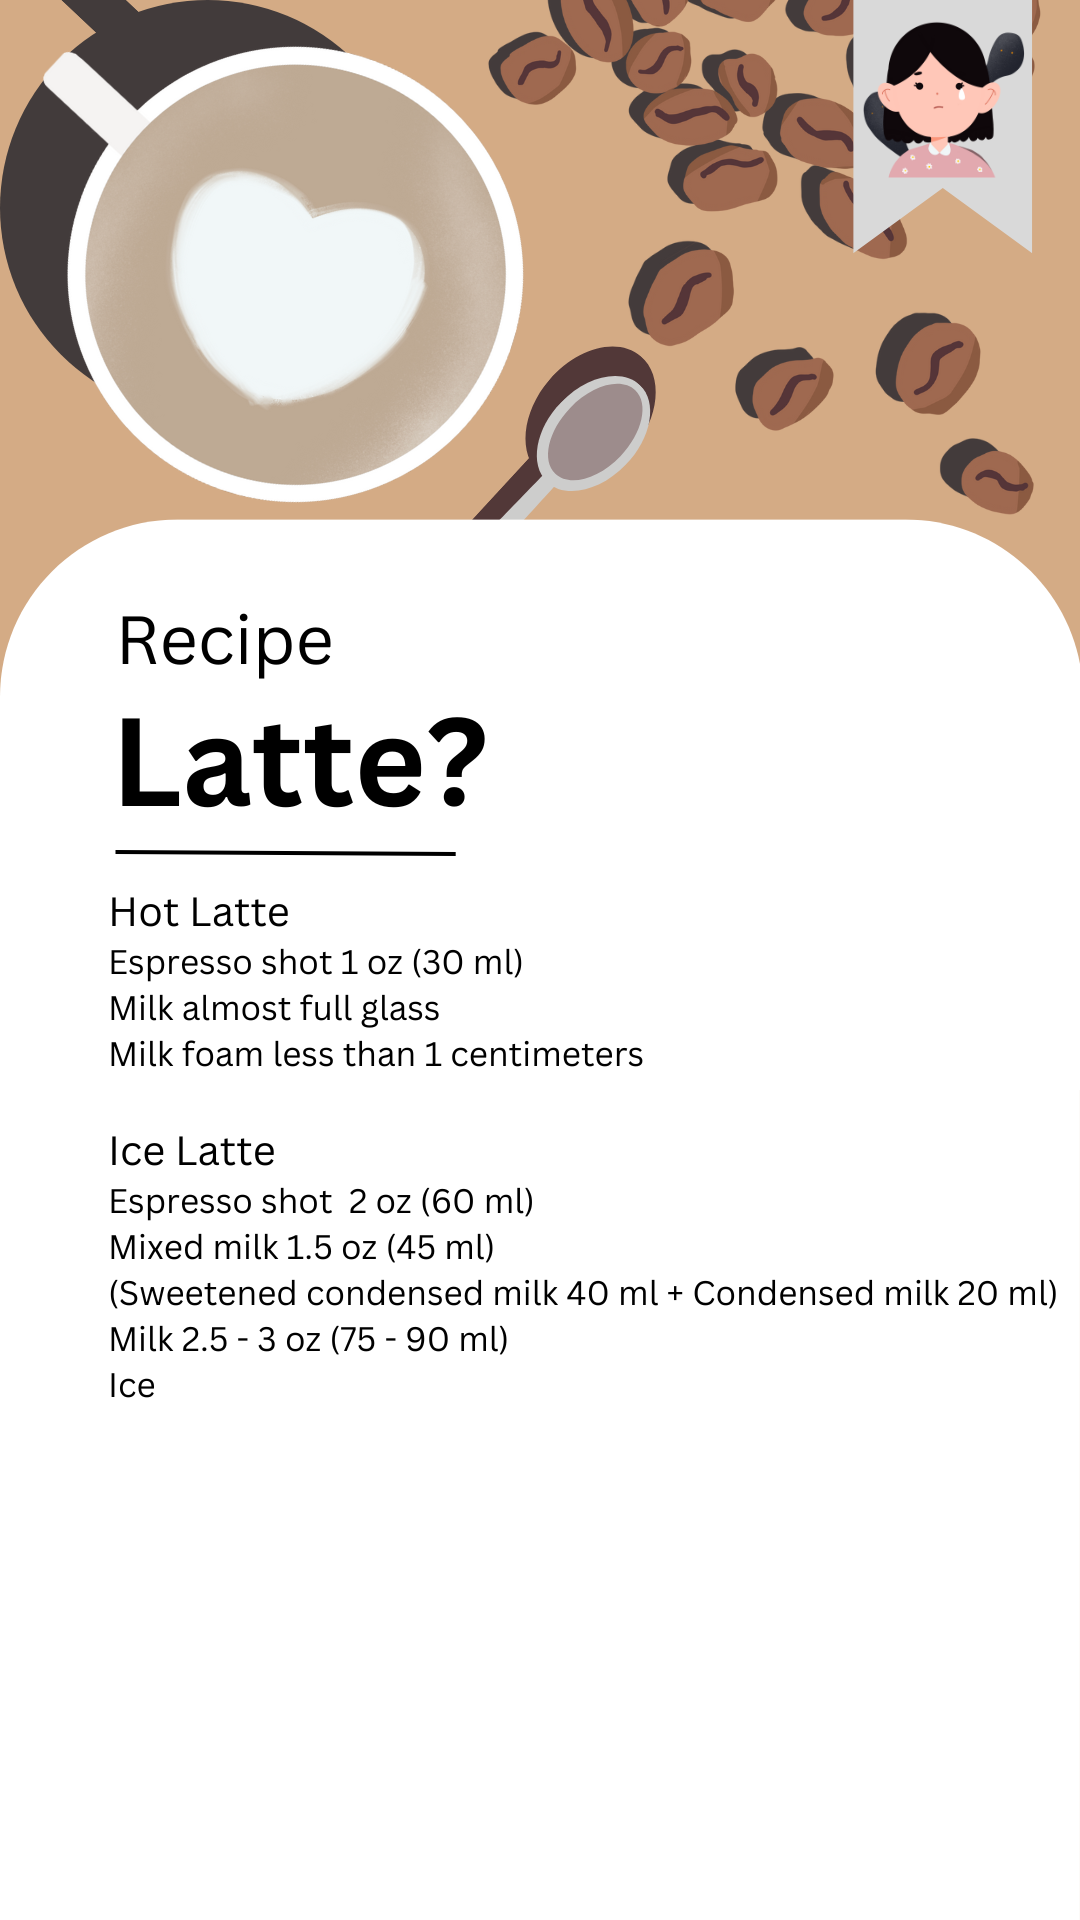 Recipe
Latte?
Hot Latte
Espresso shot 1 oz (30 ml)
Milk almost full glass
Milk foam less than 1 centimeters
Ice Latte
Espresso shot  2 oz (60 ml)
Mixed milk 1.5 oz (45 ml)
(Sweetened condensed milk 40 ml + Condensed milk 20 ml)
Milk 2.5 - 3 oz (75 - 90 ml)
Ice